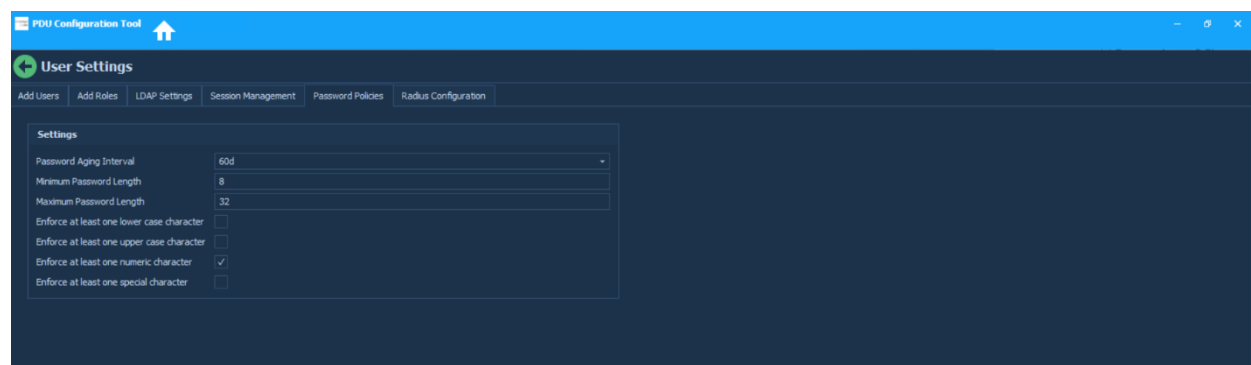 PDU Configuration Tool
User Settings
Add Users Add Roles LDAP Settings Session Management Password Policies Radius Configuration
Settings
Password Aging Interval 60d
Minimum Password Length 8
Maximum Password Length 32
Enforce at least one lower case character
Enforce at least one upper case character
Enforce at least one numeric character
Enforce at least one special character